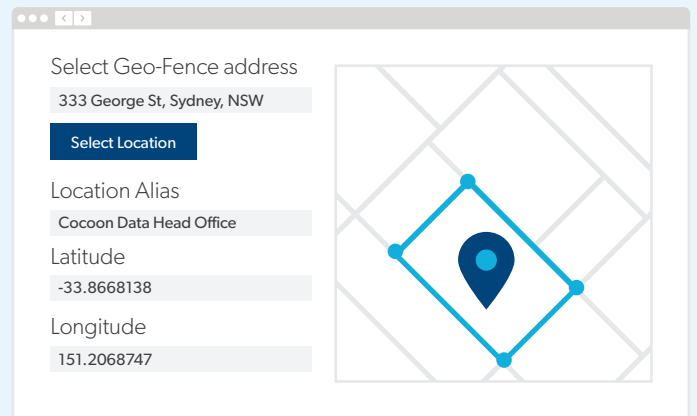 Select Geo-Fence address
333 George St, Sydney, NSW
Select Location
Location Alias
Cocoon Data Head Office
Latitude
-33.8668138
Longitude
151.2068747